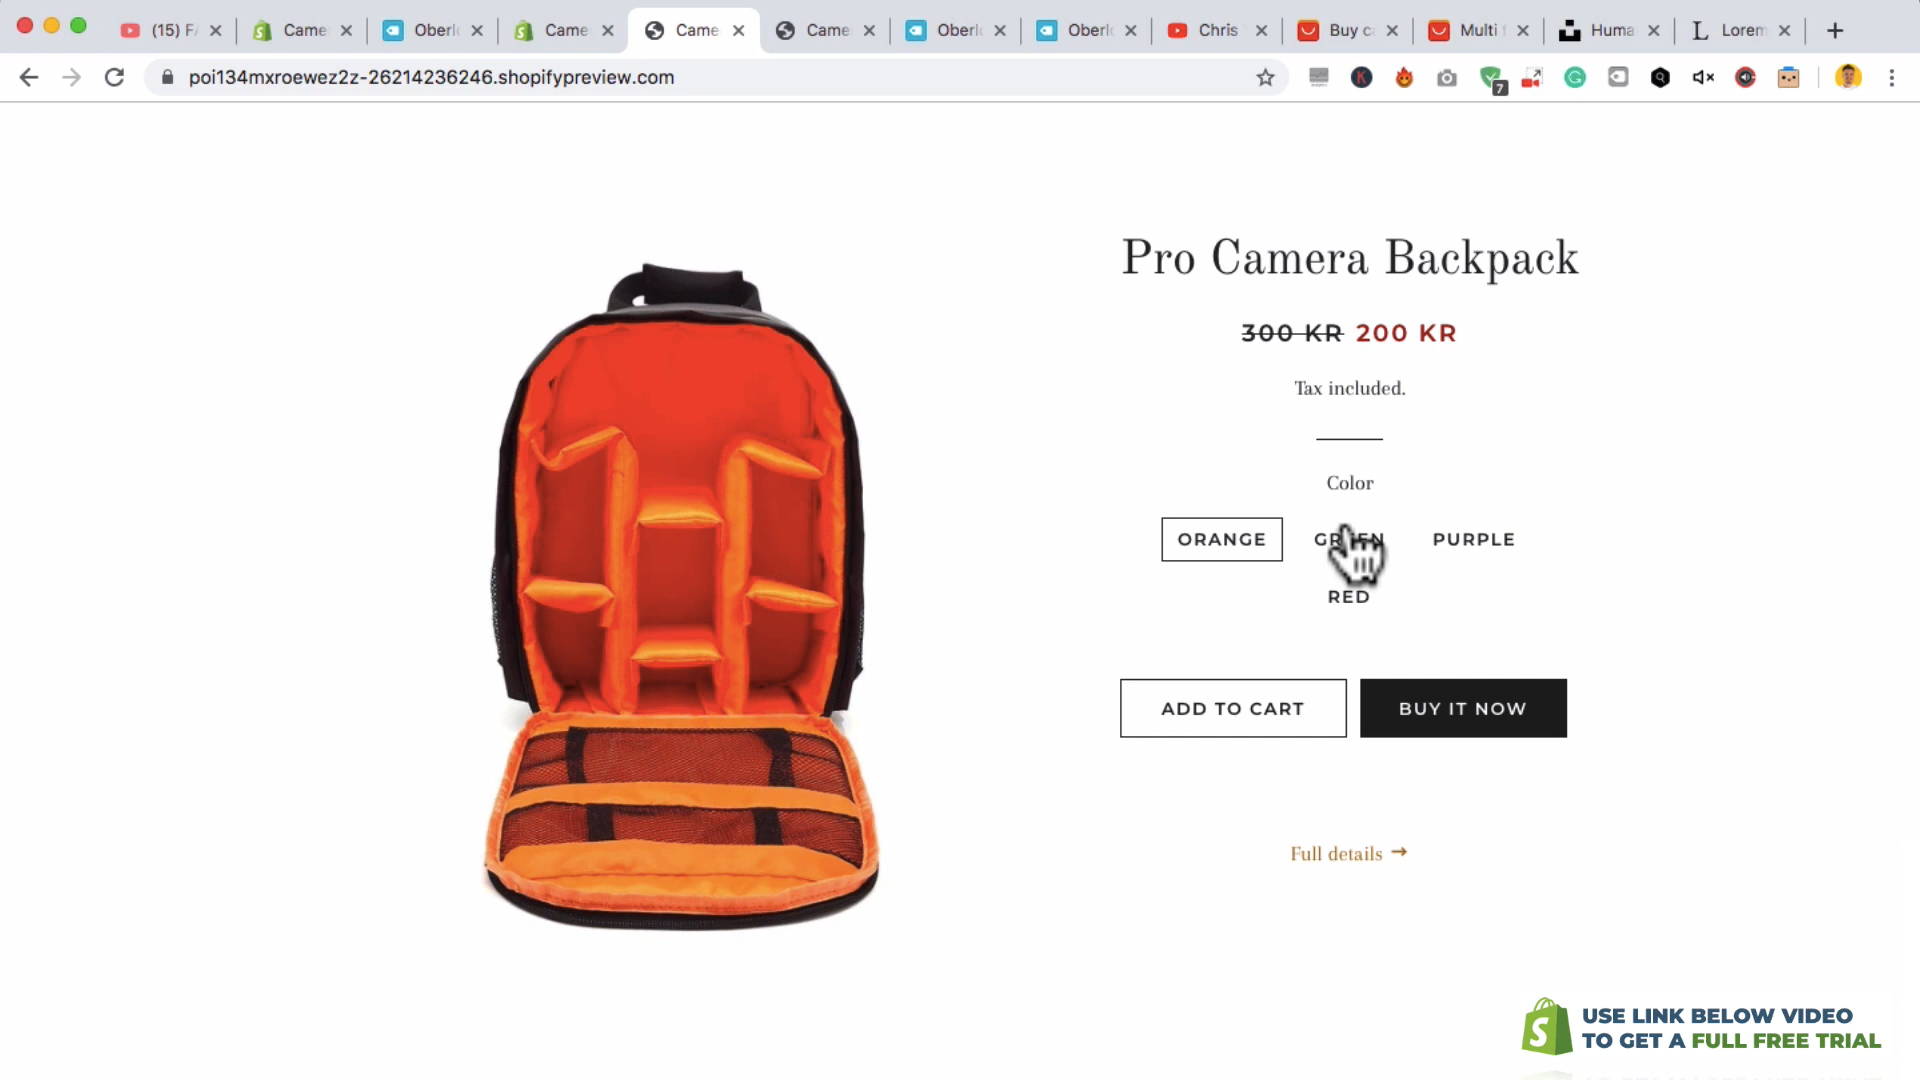 (15) F
Came
Oberl
Came
Came
Came
Oberl
Oberl
Chris
Buy c
Multi
Huma
L Lorem
poi134mxroewez2z-26214236246.shopifypreview.com
7
Pro Camera Backpack
300 KR 200 KR
Tax included.
Color
ORANGE GREEN PURPLE
RED
ADD TO CART BUY IT NOW
Full details →
USE LINK BELOW VIDEO
TO GET A FULL FREE TRIAL